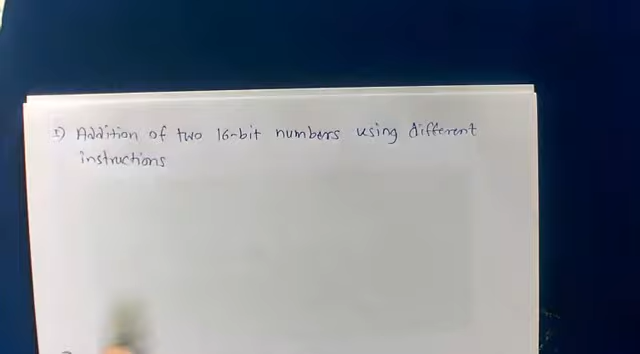 1) Addition of two 16-bit numbers using different
instructions